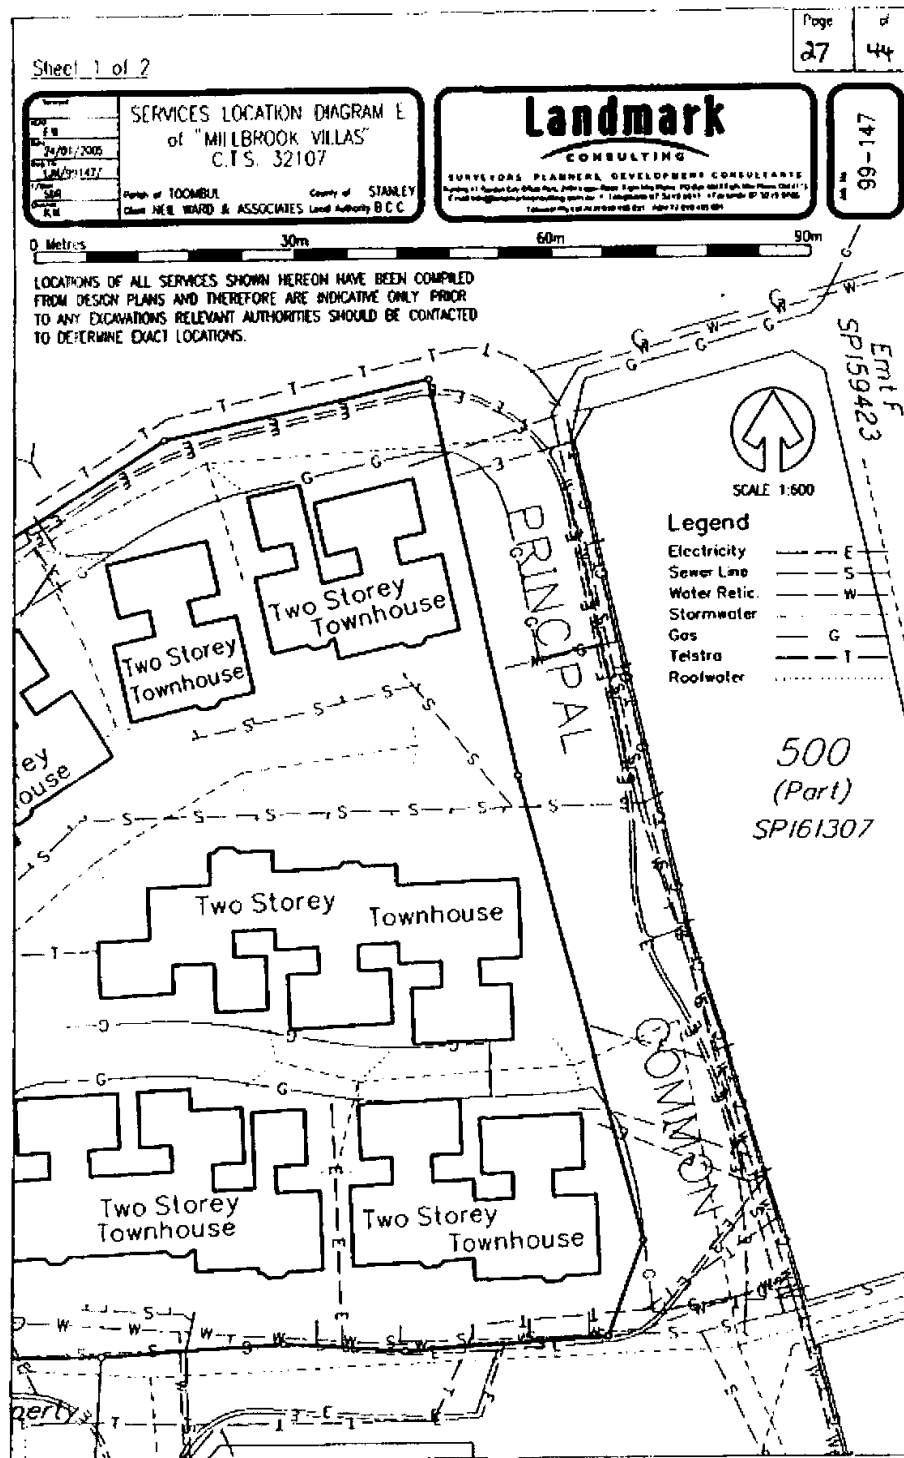 Page
of
27
44
Sheet 1 of 2
24/01/2005
SERVICES LOCATION DIAGRAM E
of "MILLBROOK VILLAS"
C.T.S. 32107
Parish of TOOMBUL
County of STANLEY
Client NEIL WARD & ASSOCIATES
Local Authority B C C
Landmark
CONSULTING
SURVEYORS PLANNERS DEVELOPMENT CONSULTANTS
Job No
99-147
0 Metres
30m
60m
90m
LOCATIONS OF ALL SERVICES SHOWN HEREON HAVE BEEN COMPILED
FROM DESIGN PLANS AND THEREFORE ARE INDICATIVE ONLY PRIOR
TO ANY EXCAVATIONS RELEVANT AUTHORITIES SHOULD BE CONTACTED
TO DETERMINE EXACT LOCATIONS.
Emt F
SP159423
SCALE 1:600
Legend
Electricity E
Sewer Line S
Water Retic. W
Stormwater
Gas G
Telstra T
Roofwater
PRINCIPAL
COMMON
500
(Part)
SP161307
Two Storey
Townhouse
Two Storey
Townhouse
ey
ouse
Two Storey
Townhouse
Two Storey
Townhouse
Two Storey
Townhouse
perty